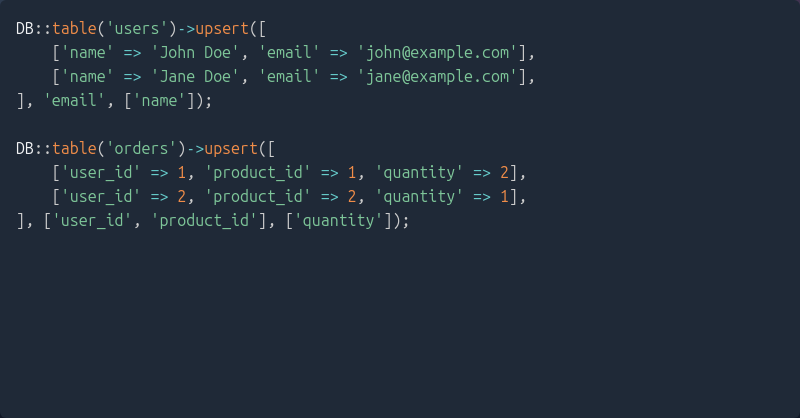 DB::table('users')->upsert([
    ['name' => 'John Doe', 'email' => 'john@example.com'],
    ['name' => 'Jane Doe', 'email' => 'jane@example.com'],
], 'email', ['name']);

DB::table('orders')->upsert([
    ['user_id' => 1, 'product_id' => 1, 'quantity' => 2],
    ['user_id' => 2, 'product_id' => 2, 'quantity' => 1],
], ['user_id', 'product_id'], ['quantity']);